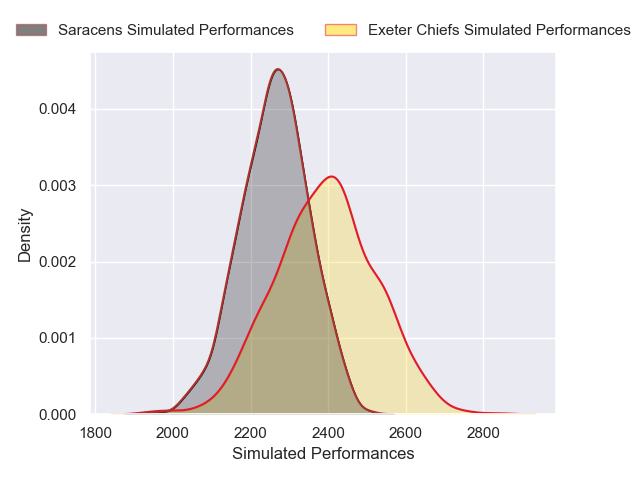 Saracens Simulated Performances
Exeter Chiefs Simulated Performances
Density
0.004
0.003
0.002
0.001
0.000
1800
2000
2200
2400
2600
2800
Simulated Performances